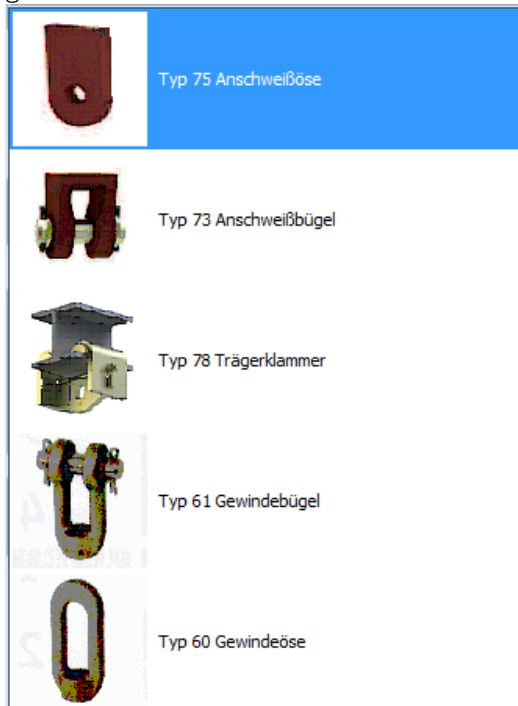 Typ 75 Anschweißöse
Typ 73 Anschweißbügel
Typ 78 Trägerklammer
Typ 61 Gewindebügel
Typ 60 Gewindeöse